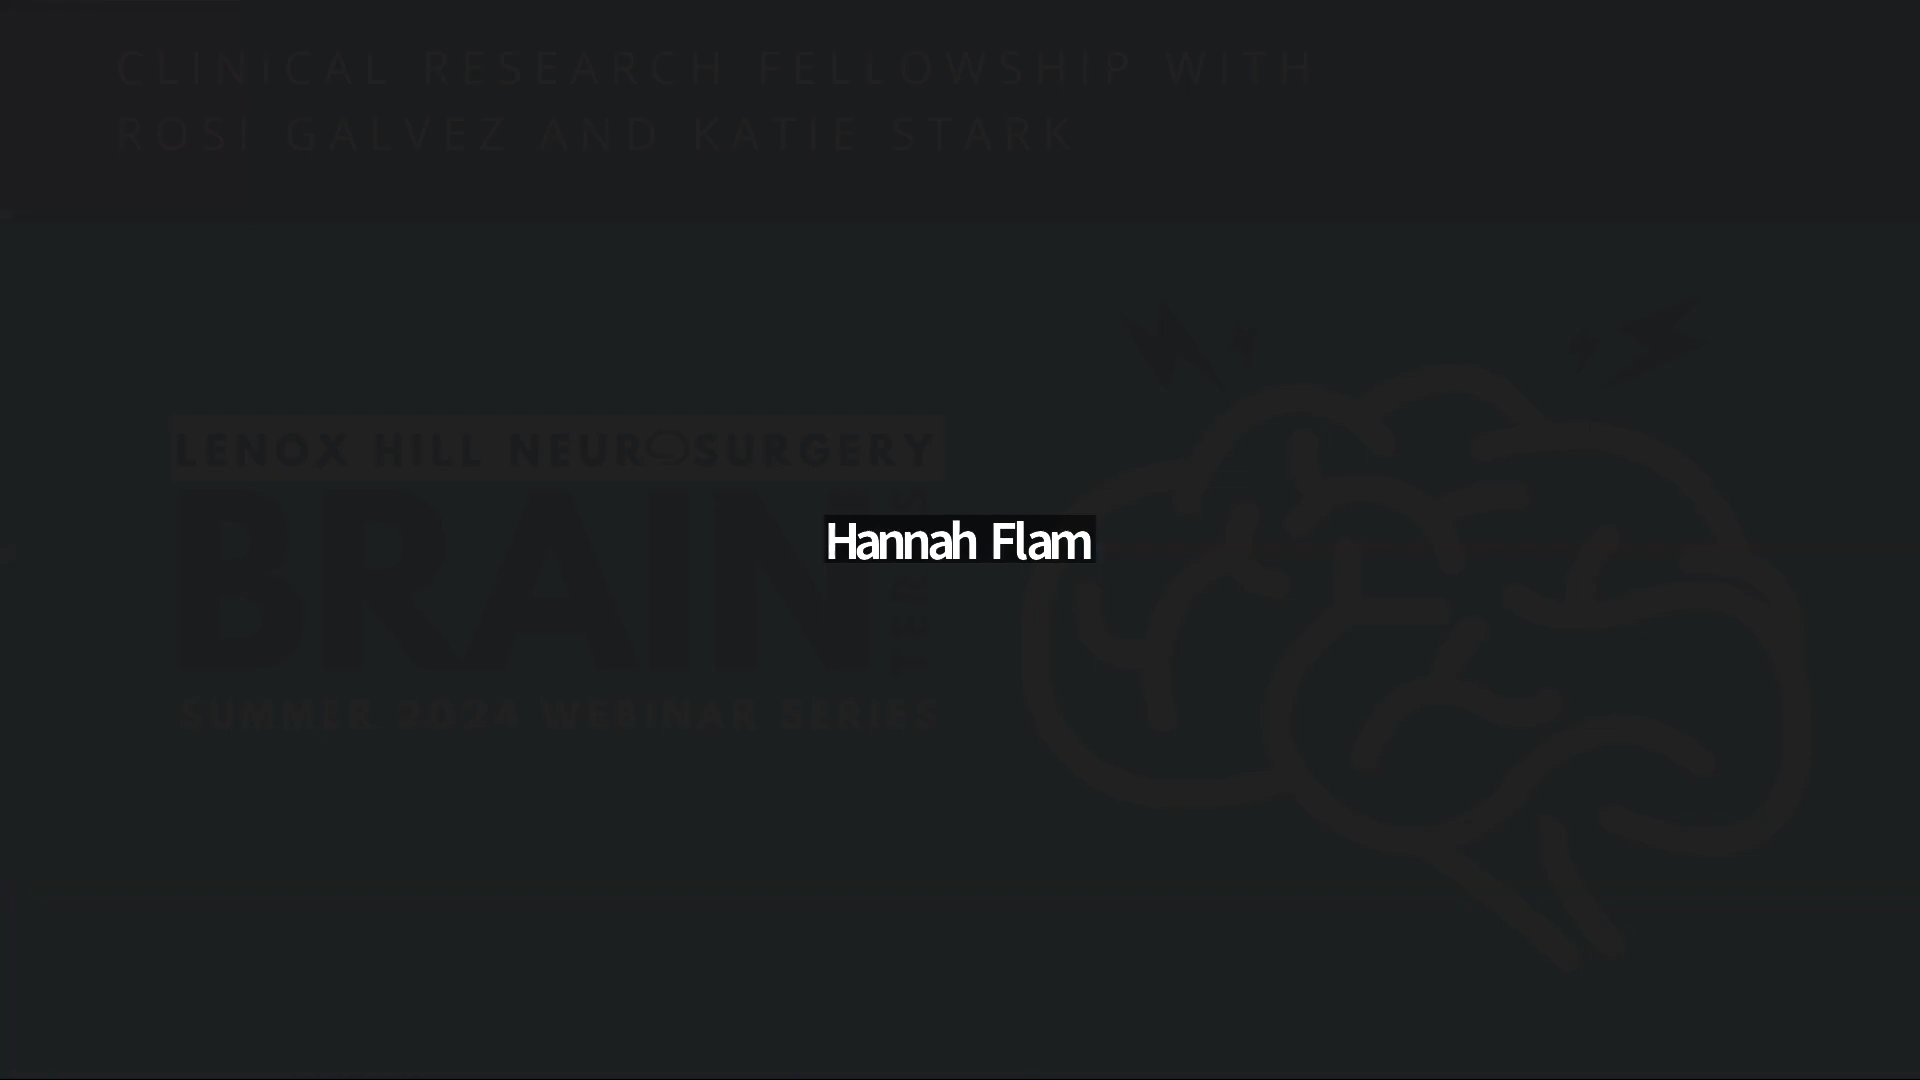 CLINICAL RESEARCH FELLOWSHIP WITH
ROSI GALVEZ AND KATIE STARK
LENOX HILL NEUROSURGERY
BRAIN
TERNS
Hannah Flam
SUMMER 2024 WEBINAR SERIES